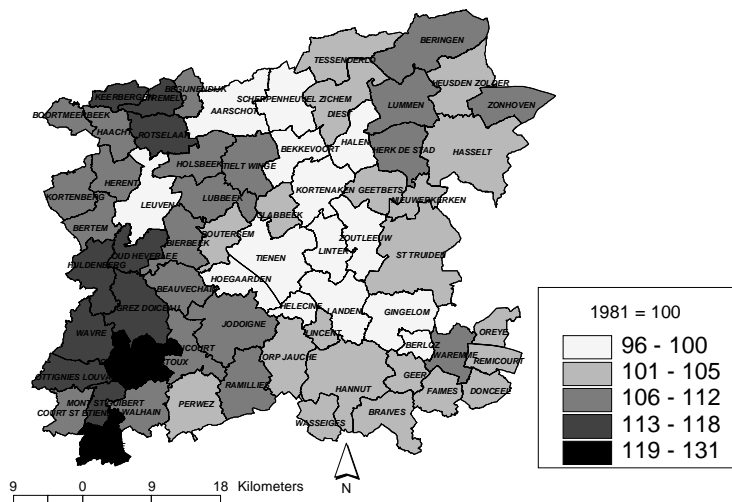 BERINGEN
TESSENDERLO
HEUSDEN ZOLDER
BEGIJNENDIJK
KEERBERGEN
TREMELO
SCHERPENHEUVEL ZICHEM
ZONHOVEN
AARSCHOT
LUMMEN
BOORTMEERBEEK
DIEST
HAACHT
ROTSELAAR
HALEN
BEKKEVOORT
HERK DE STAD
HASSELT
HOLSBEEK
TIELT WINGE
HERENT
KORTENAKEN
GEETBETS
KORTENBERG
LUBBEEK
NIEUWERKERKEN
LEUVEN
GLABBEEK
BERTEM
BOUTERSEM
BIERBEEK
ZOUTLEEUW
OUD HEVERLEE
LINTER
ST TRUIDEN
TIENEN
HULDENBERG
HOEGAARDEN
BEAUVECHAIN
HELECINE
GREZ DOICEAU
LANDEN
GINGELOM
JODOIGNE
WAVRE
LINCENT
OREYE
BERLOZ
INCOURT
WAREMME
ORP JAUCHE
REMICOURT
TOUX
GEER
OTTIGNIES LOUVAI
RAMILLIES
HANNUT
FAIMES
DONCEEL
MONT ST GUIBERT
PERWEZ
COURT ST ETIENNE
WALHAIN
BRAIVES
WASSEIGES
1981 = 100
96 - 100
101 - 105
106 - 112
113 - 118
119 - 131
9 0 9 18 Kilometers
N